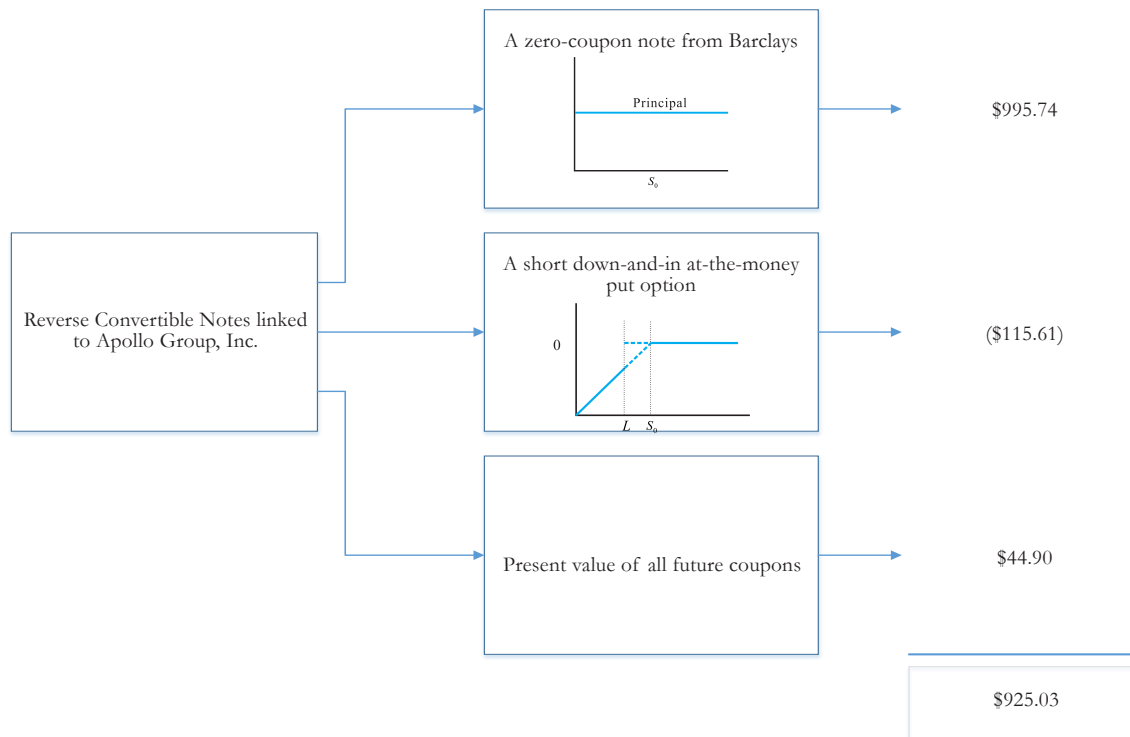 A zero-coupon note from Barclays
Principal
S₀
$995.74
Reverse Convertible Notes linked
to Apollo Group, Inc.
A short down-and-in at-the-money
put option
0
L S₀
($115.61)
Present value of all future coupons
$44.90
$925.03